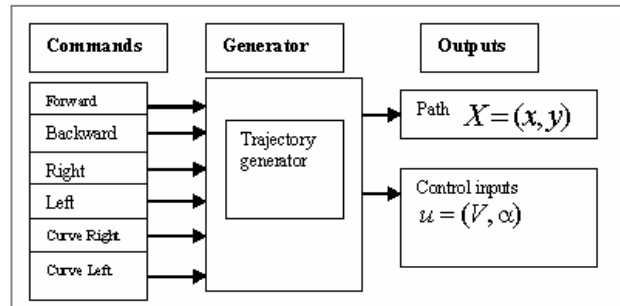 Commands
Generator
Outputs
Forward
Backward
Right
Left
Curve Right
Curve Left
Trajectory
generator
Path X = (x, y)
Control inputs
u = (V, α)